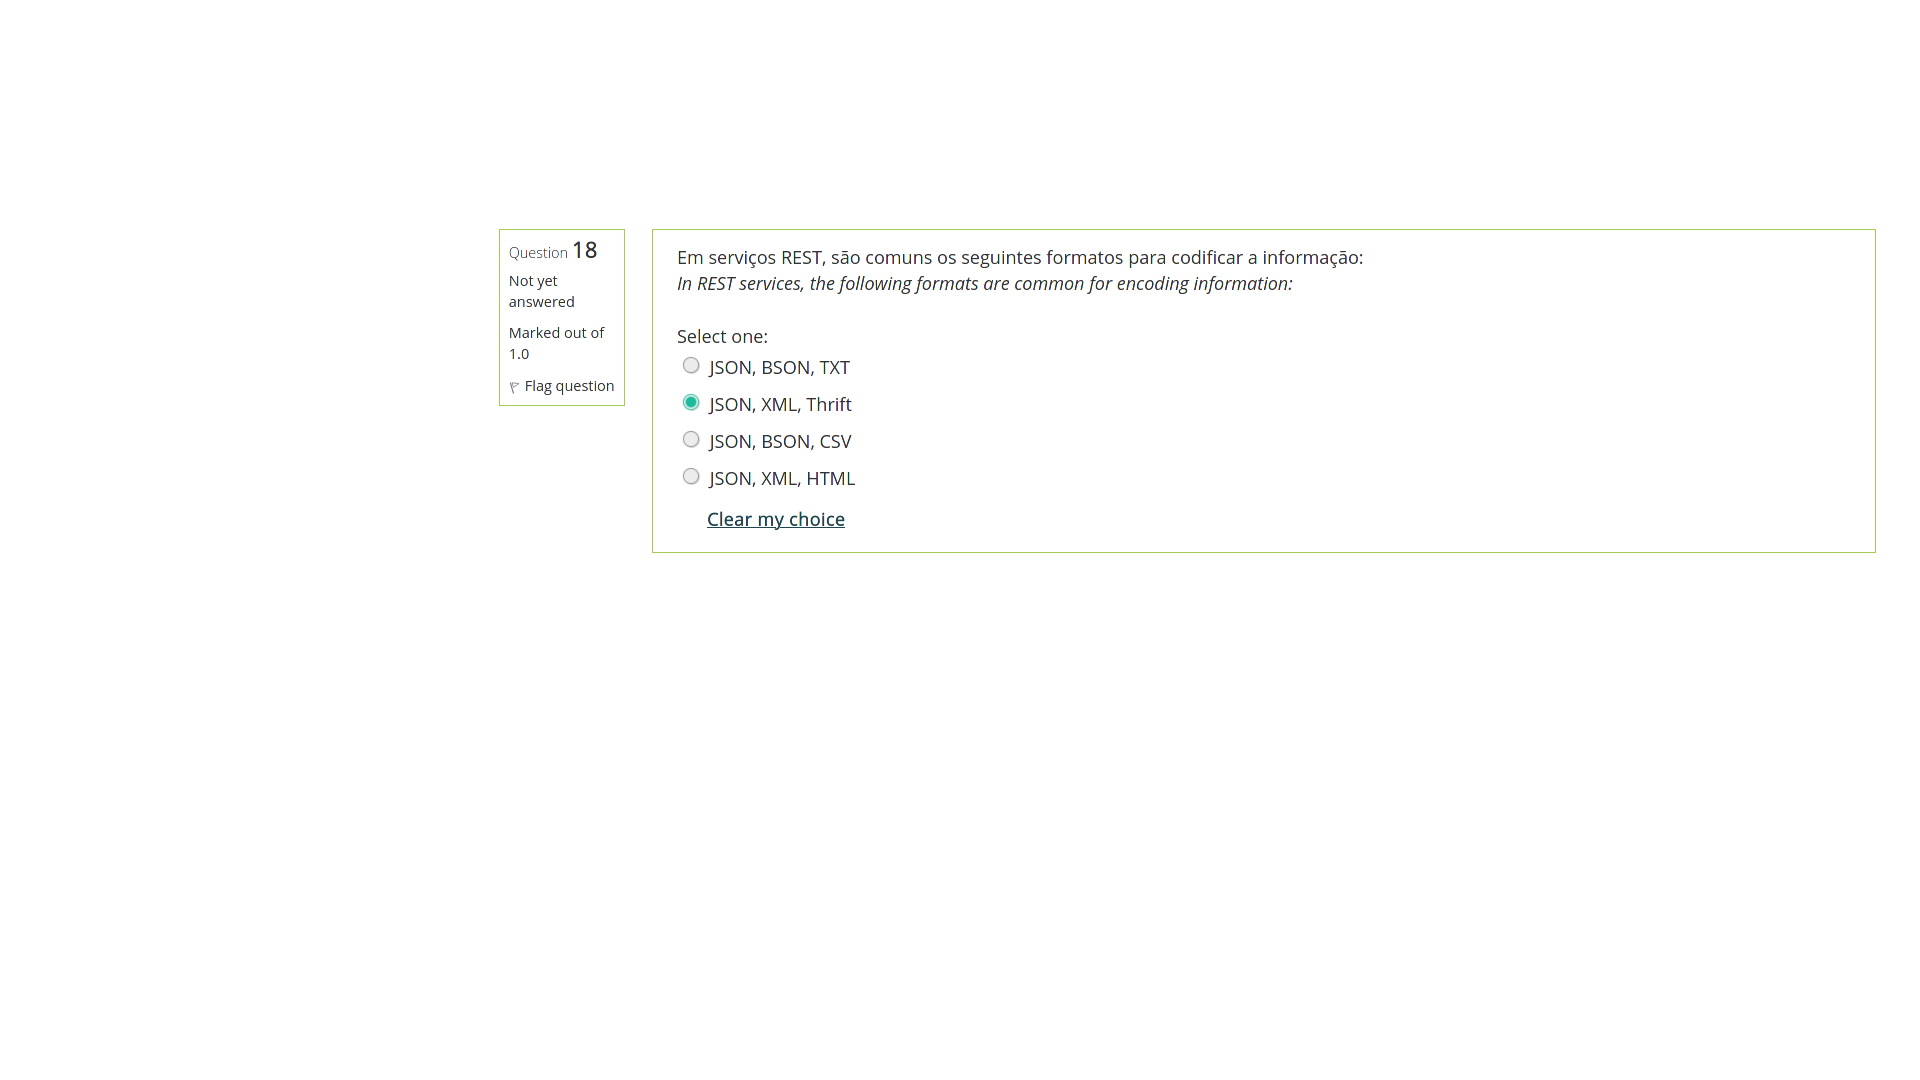 Question 18
Not yet
answered
Marked out of
1.0
Flag question
Em serviços REST, são comuns os seguintes formatos para codificar a informação:
In REST services, the following formats are common for encoding information:
Select one:
JSON, BSON, TXT
JSON, XML, Thrift
JSON, BSON, CSV
JSON, XML, HTML
Clear my choice